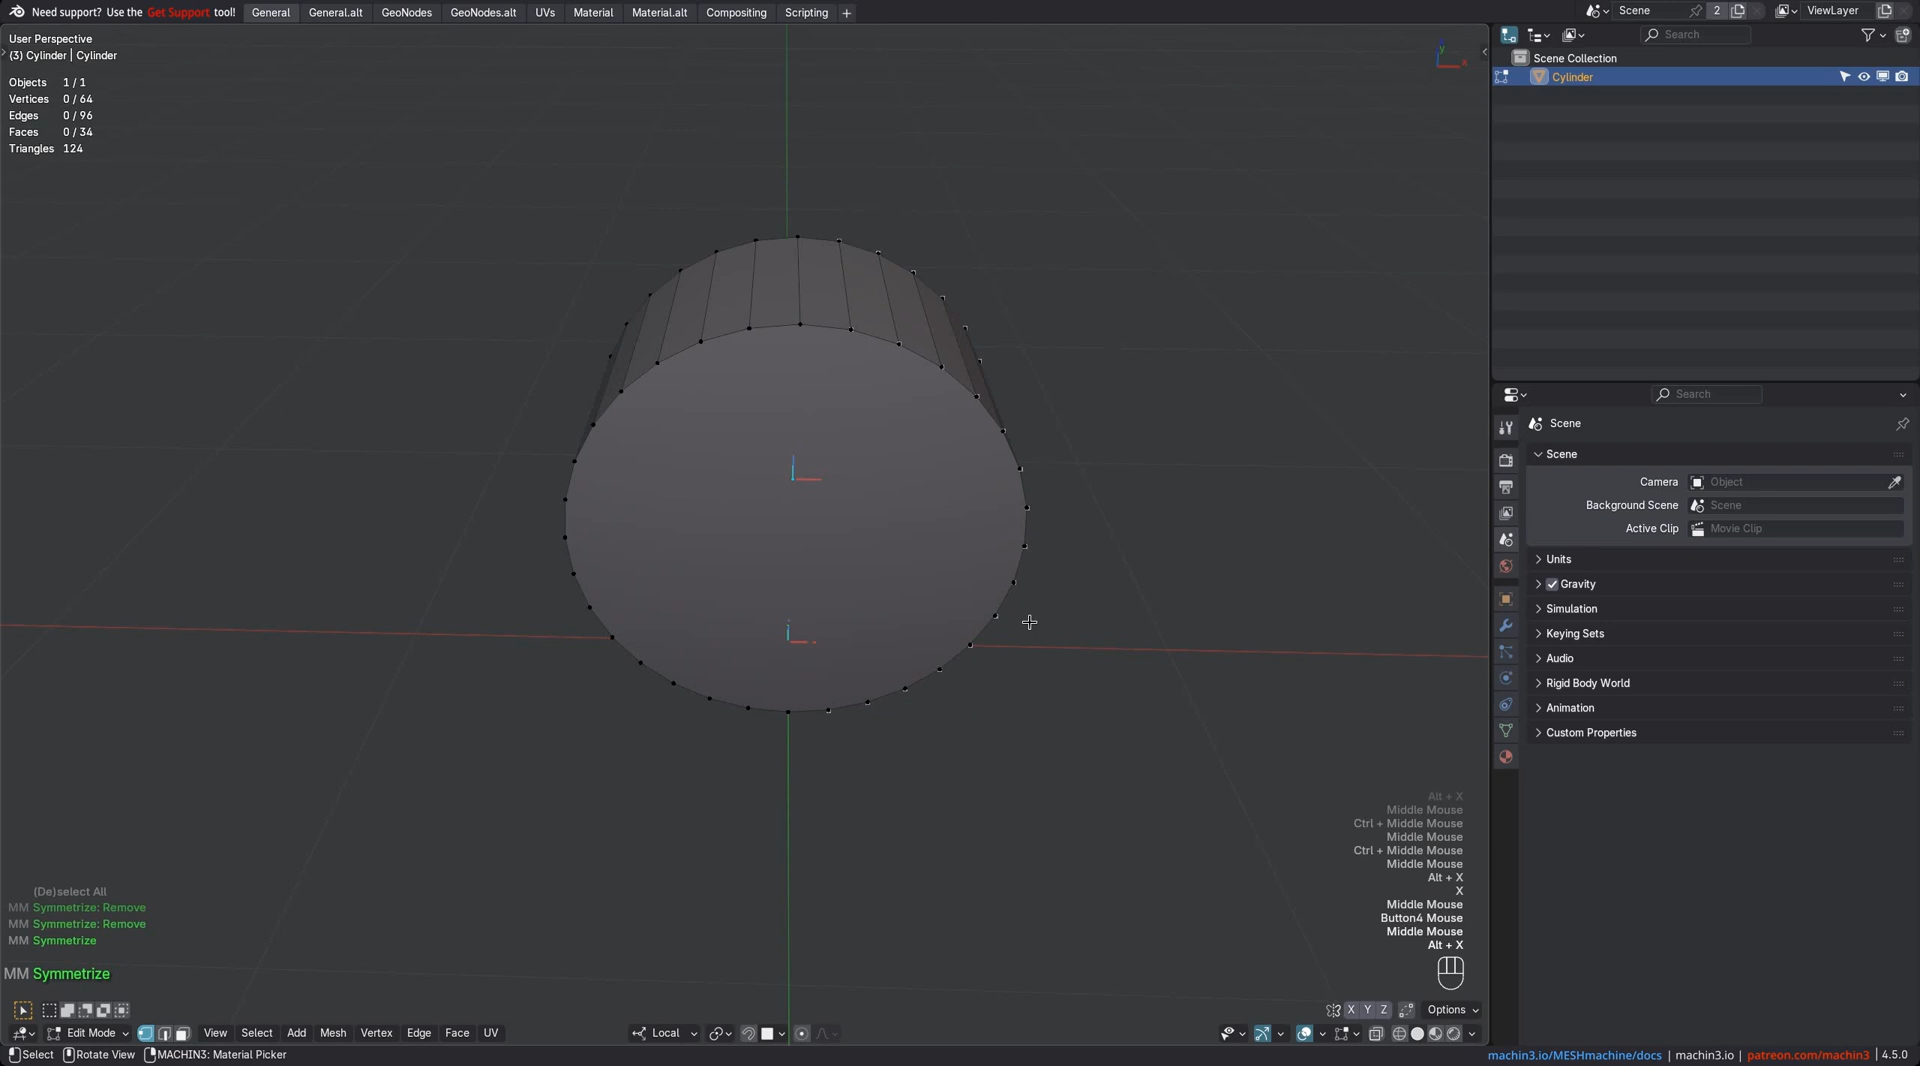 Need support? Use the Get Support tool!
General
General.alt
GeoNodes
GeoNodes.alt
UVs
Material
Material.alt
Compositing
Scripting
Scene
2
ViewLayer
User Perspective
(3) Cylinder | Cylinder
Objects 1 / 1
Vertices 0 / 64
Edges 0 / 96
Faces 0 / 34
Triangles 124
Search
Scene Collection
Cylinder
Search
Scene
Scene
Camera Object
Background Scene Scene
Active Clip Movie Clip
Units
Gravity
Simulation
Keying Sets
Audio
Rigid Body World
Animation
Custom Properties
Alt + X
Middle Mouse
Ctrl + Middle Mouse
Middle Mouse
Ctrl + Middle Mouse
Middle Mouse
Alt + X
X
Middle Mouse
Button4 Mouse
Middle Mouse
Alt + X
(De)select All
MM Symmetrize: Remove
MM Symmetrize: Remove
MM Symmetrize
MM Symmetrize
X Y Z
Options
Edit Mode
View
Select
Add
Mesh
Vertex
Edge
Face
UV
Local
Select
Rotate View
MACHIN3: Material Picker
machin3.io/MESHmachine/docs | machin3.io | patreon.com/machin3 | 4.5.0